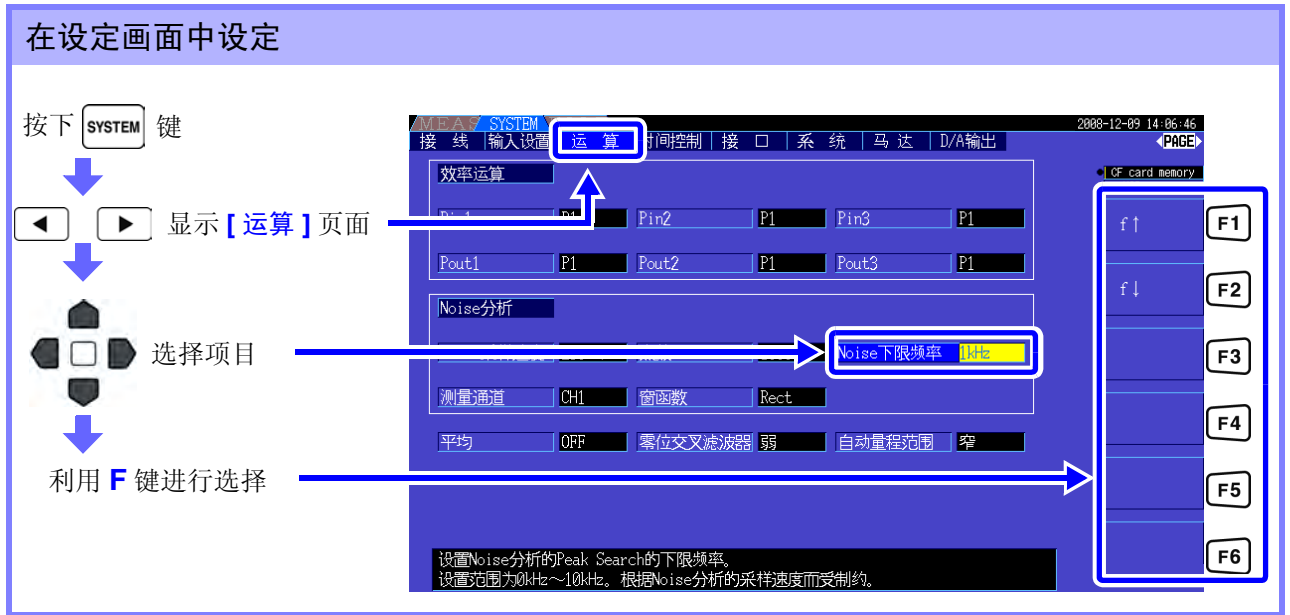 在设定画面中设定
按下 SYSTEM 键
显示 [ 运算 ] 页面
选择项目
利用 F 键进行选择
MEAS SYSTEM
2008-12-09 14:06:46
接 线 输入设置 运 算 时间控制 接 口 系 统 马 达 D/A输出
PAGE
CF card memory
效率运算
P1 Pin2 P1 Pin3 P1
Pout1 P1 Pout2 P1 Pout3 P1
Noise分析
Noise下限频率 1kHz
测量通道 CH1 窗函数 Rect
平均 OFF 零位交叉滤波器 弱 自动量程范围 窄
设置Noise分析的Peak Search的下限频率。
设置范围为0kHz～10kHz。根据Noise分析的采样速度而受制约。
f↑ F1
f↓ F2
F3
F4
F5
F6